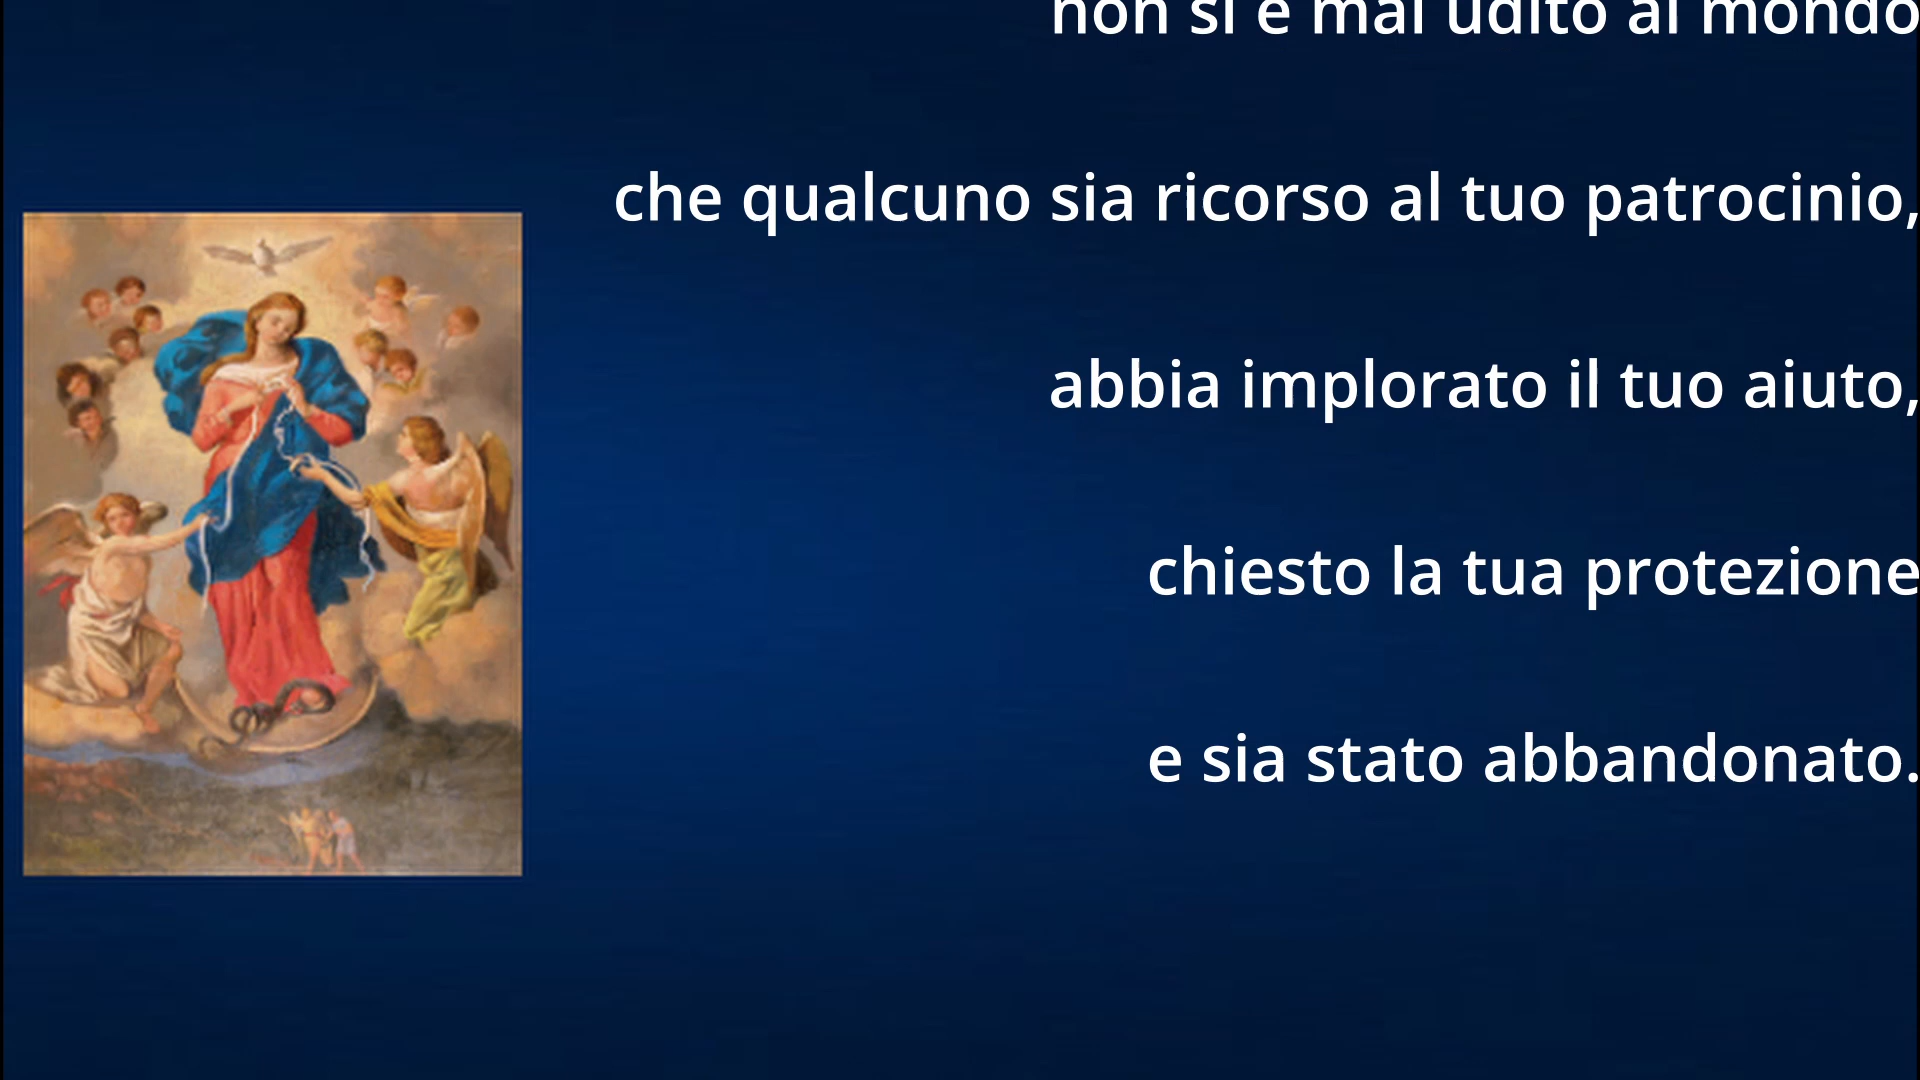 non si è mai udito al mondo
che qualcuno sia ricorso al tuo patrocinio,
abbia implorato il tuo aiuto,
chiesto la tua protezione
e sia stato abbandonato.